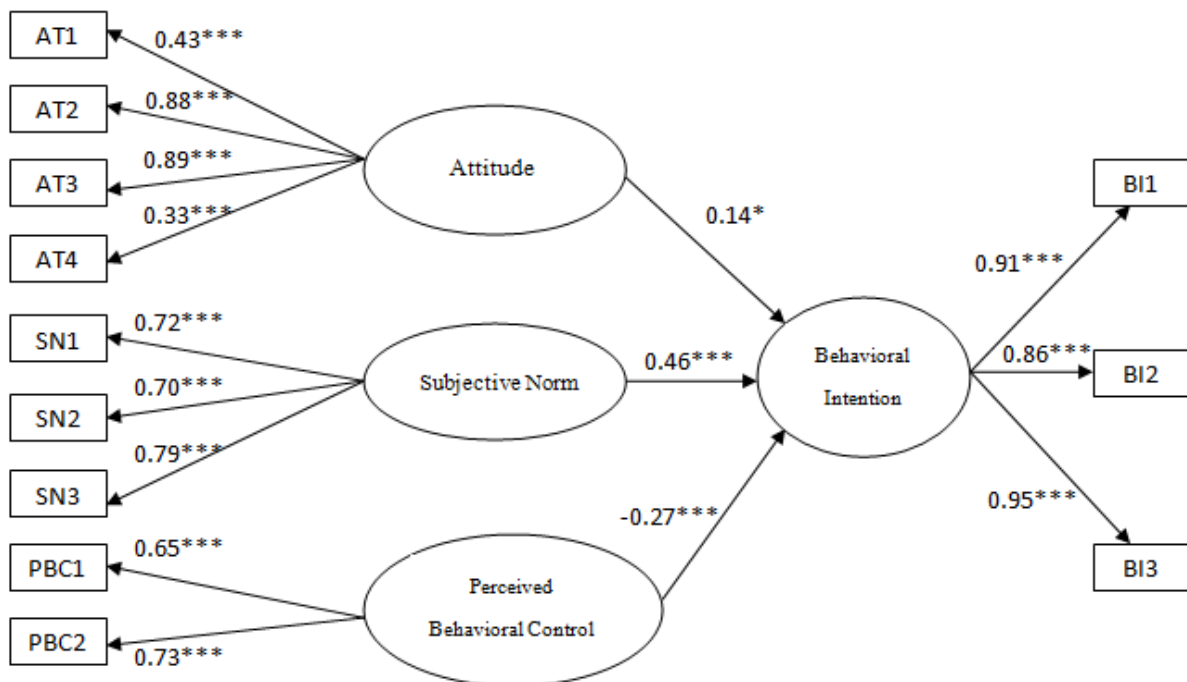 AT1
0.43***
AT2
0.88***
AT3
0.89***
AT4
0.33***
Attitude
0.14*
SN1
0.72***
SN2
0.70***
SN3
0.79***
Subjective Norm
0.46***
PBC1
0.65***
PBC2
0.73***
Perceived
Behavioral Control
-0.27***
Behavioral
Intention
BI1
0.91***
BI2
0.86***
BI3
0.95***